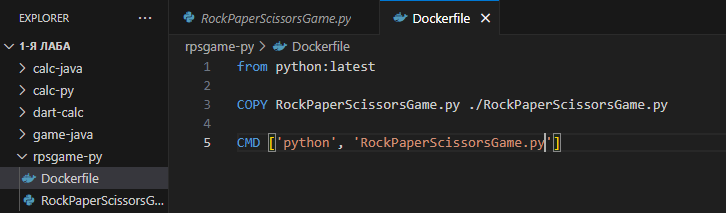 EXPLORER ...
1-Я ЛАБА
calc-java
calc-py
dart-calc
game-java
rpsgame-py
Dockerfile
RockPaperScissorsG...
RockPaperScissorsGame.py
Dockerfile
rpsgame-py > Dockerfile
1 from python:latest
2
3 COPY RockPaperScissorsGame.py ./RockPaperScissorsGame.py
4
5 CMD ['python', 'RockPaperScissorsGame.py']